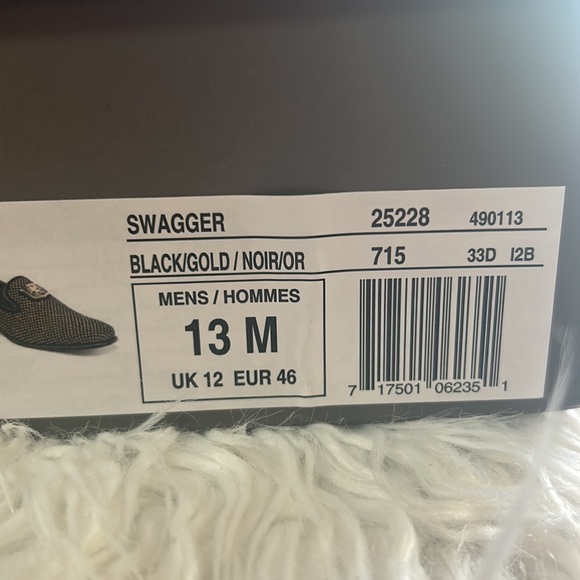 SWAGGER 25228 490113
BLACK/GOLD / NOIR/OR 715 33D I2B
MENS / HOMMES
13 M
UK 12 EUR 46
7 17501 06235 1